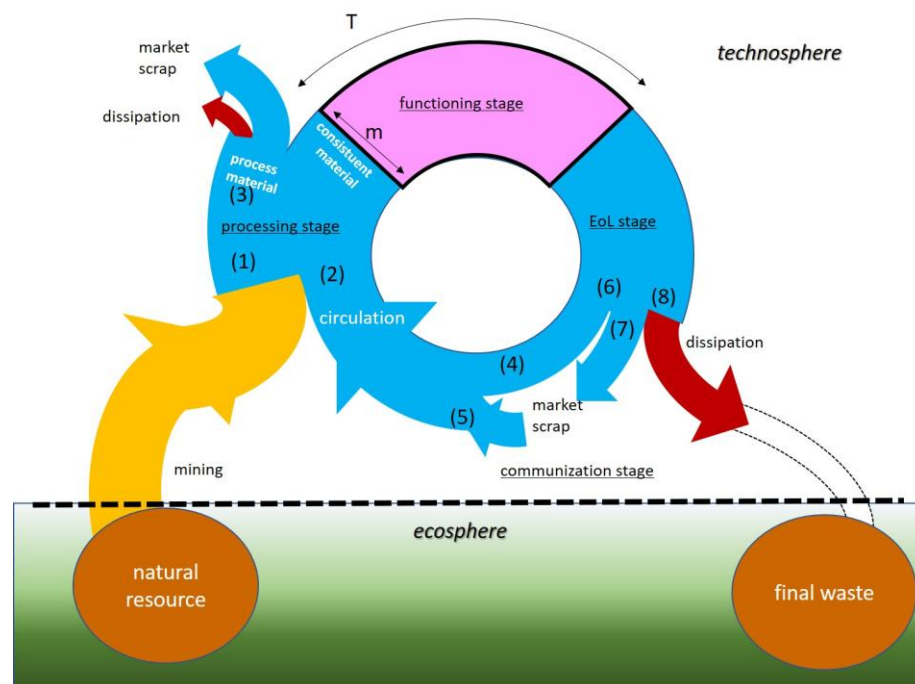 T
technosphere
market
scrap
dissipation
functioning stage
m
consistuent
material
process
material
(3)
processing stage
(1)
(2)
EoL stage
(6)
(8)
circulation
(7)
(4)
dissipation
(5)
market
scrap
mining
communization stage
ecosphere
natural
resource
final waste